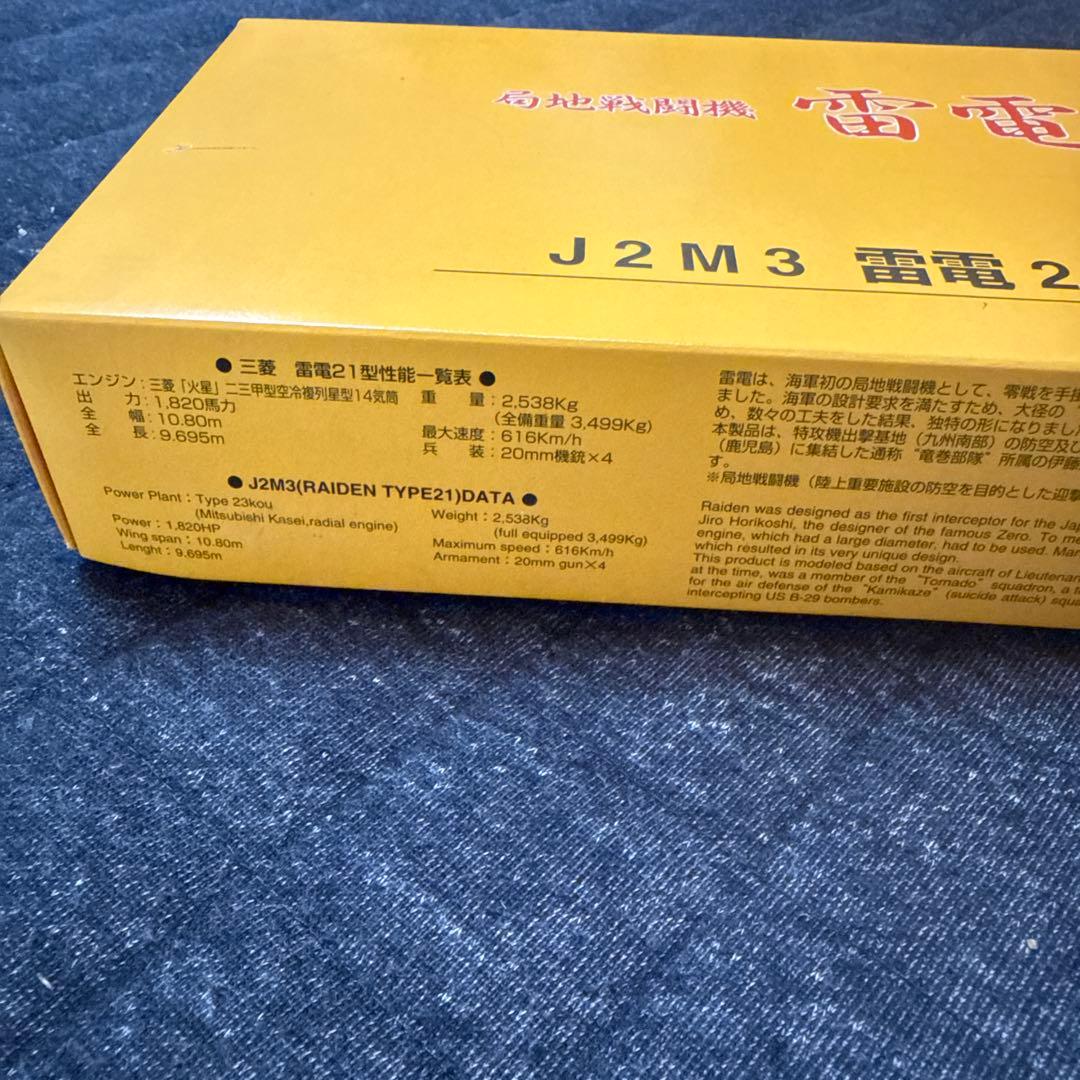 局地戦闘機 雷電
J2M3 雷電2
● 三菱 雷電21型性能一覧表 ●
エンジン:三菱「火星」二三甲型空冷複列星型14気筒
出力:1,820馬力
全幅:10.80m
全長:9.695m
重量:2,538Kg
(全備重量 3,499Kg)
最大速度:616Km/h
兵装:20mm機銃×4
● J2M3(RAIDEN TYPE21)DATA ●
Power Plant : Type 23kou
(Mitsubishi Kasei,radial engine)
Power : 1,820HP
Wing span : 10.80m
Lenght : 9.695m
Weight : 2,538Kg
(full equipped 3,499Kg)
Maximum speed : 616Km/h
Armament : 20mm gun×4
雷電は、海軍初の局地戦闘機として、零戦を手掛
ました。海軍の設計要求を満たすため、大径の
め、数々の工夫をした結果、独特の形になりました
本製品は、特攻機出撃基地(九州南部)の防空及び
(鹿児島)に集結した通称"竜巻部隊"所属の伊藤
す。
※局地戦闘機(陸上重要施設の防空を目的とした迎撃
Raiden was designed as the first interceptor for the Jap
Jiro Horikoshi, the designer of the famous Zero. To me
engine, which had a large diameter, had to be used. Man
which resulted in its very unique design.
This product is modeled based on the aircraft of Lieutenan
at the time, was a member of the "Tornado" squadron, a
for the air defense of the "Kamikaze" (suicide attack) squa
intercepting US B-29 bombers.